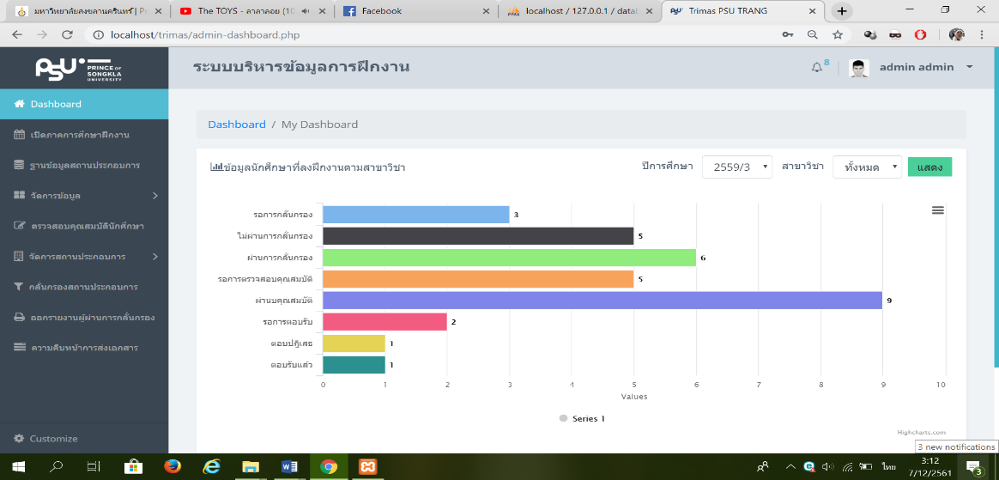 มหาวิทยาลัยสงขลานครินทร์ | Pr
The TOYS - ลาลาลอย (10
Facebook
localhost / 127.0.0.1 / datab
Trimas PSU TRANG
localhost/trimas/admin-dashboard.php
PSU PRINCE OF SONGKLA UNIVERSITY
ระบบบริหารข้อมูลการฝึกงาน
8
admin admin
Dashboard
เปิดภาคการศึกษาฝึกงาน
ฐานข้อมูลสถานประกอบการ
จัดการข้อมูล
ตรวจสอบคุณสมบัตินักศึกษา
จัดการสถานประกอบการ
กลั่นกรองสถานประกอบการ
ออกรายงานผู้ผ่านการกลั่นกรอง
ความคืบหน้าการส่งเอกสาร
Customize
Dashboard / My Dashboard
ข้อมูลนักศึกษาที่ลงฝึกงานตามสาขาวิชา
ปีการศึกษา 2559/3 สาขาวิชา ทั้งหมด แสดง
รอการกลั่นกรอง 3
ไม่ผ่านการกลั่นกรอง 5
ผ่านการกลั่นกรอง 6
รอการตรวจสอบคุณสมบัติ 5
ผ่านบคุณสมบัติ 9
รอการตอบรับ 2
ตอบปฏิเสธ 1
ตอบรับแล้ว 1
0 1 2 3 4 5 6 7 8 9 10
Values
Series 1
Highcharts.com
3 new notifications
ไทย
3:12
7/12/2561
3